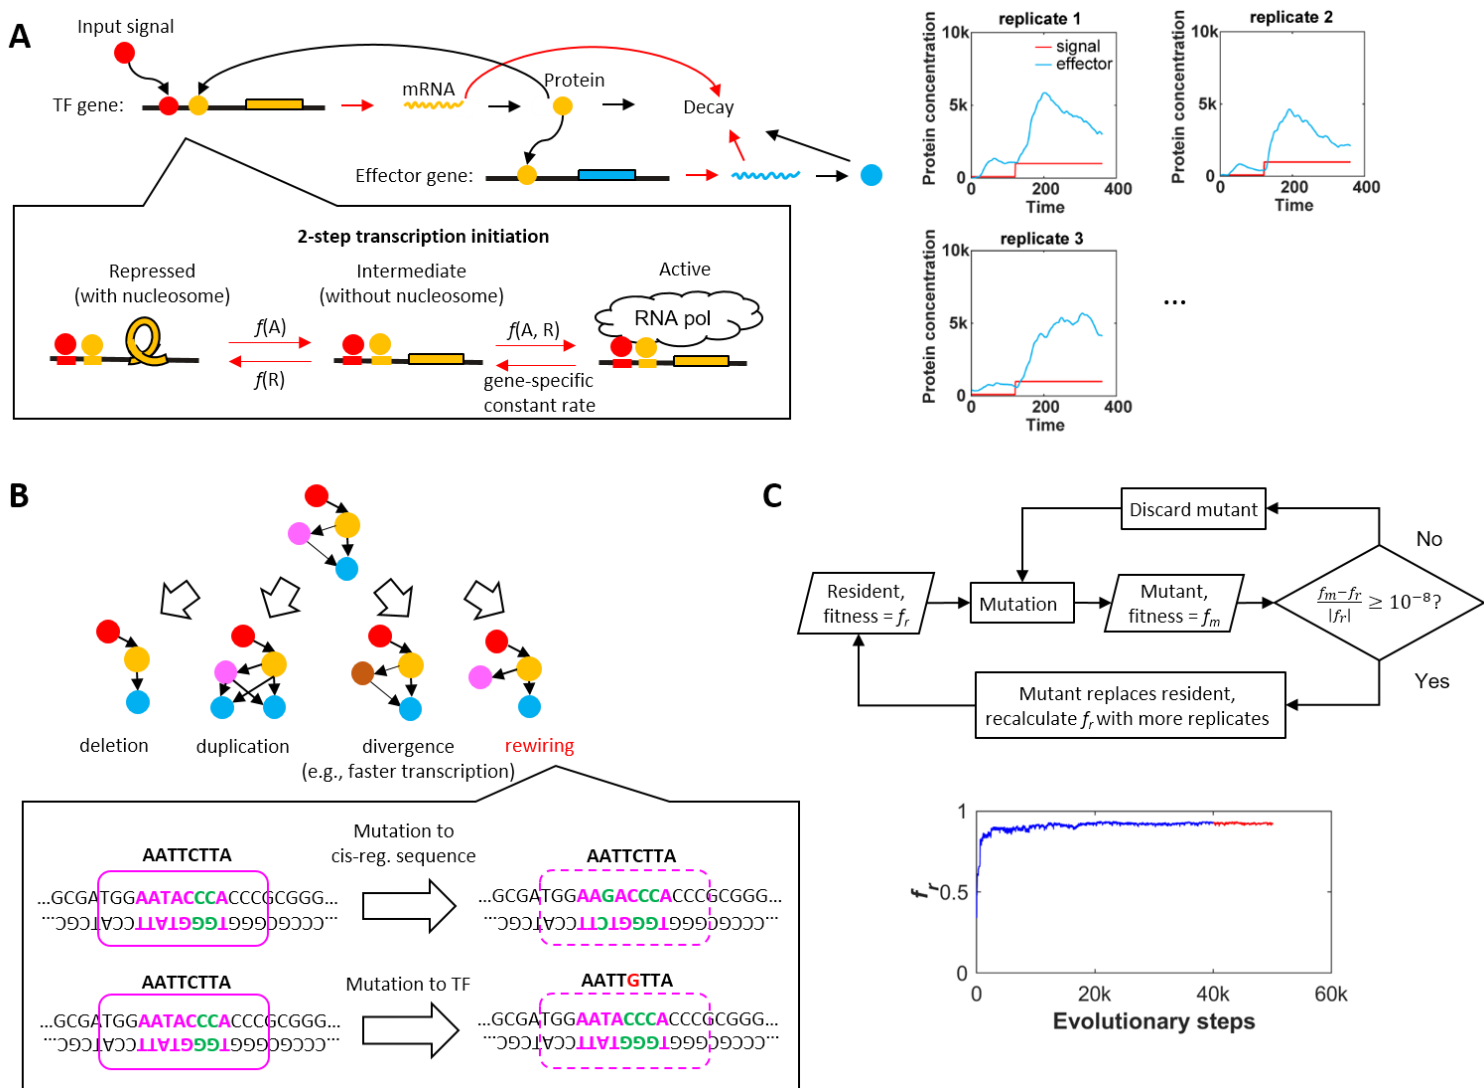 A
Input signal
TF gene:
mRNA
Protein
Decay
Effector gene:
2-step transcription initiation
Repressed
(with nucleosome)
f(A)
f(R)
Intermediate
(without nucleosome)
f(A, R)
gene-specific
constant rate
Active
RNA pol
replicate 1
Protein concentration
10k
5k
0
signal
effector
0
200
400
Time
replicate 2
Protein concentration
10k
5k
0
0
200
400
Time
replicate 3
Protein concentration
10k
5k
0
0
200
400
Time
...
B
deletion
duplication
divergence
(e.g., faster transcription)
rewiring
AATTCTTA
...GCGATGGAATACCCACCCGCGGG...
...CGCTACCTTATGGGTGGGCGCCC...
Mutation to
cis-reg. sequence
AATTCTTA
...GCGATGGAAGACCCACCCGCGGG...
...CGCTACCTTCTGGGTGGGCGCCC...
AATTCTTA
...GCGATGGAATACCCACCCGCGGG...
...CGCTACCTTATGGGTGGGCGCCC...
Mutation to TF
AATTGTTA
...GCGATGGAATACCCACCCGCGGG...
...CGCTACCTTATGGGTGGGCGCCC...
C
Discard mutant
No
Resident,
fitness = fr
Mutation
Mutant,
fitness = fm
fm−fr
|fr|
≥ 10⁻⁸?
Yes
Mutant replaces resident,
recalculate fr with more replicates
fr
1
0.5
0
0
20k
40k
60k
Evolutionary steps